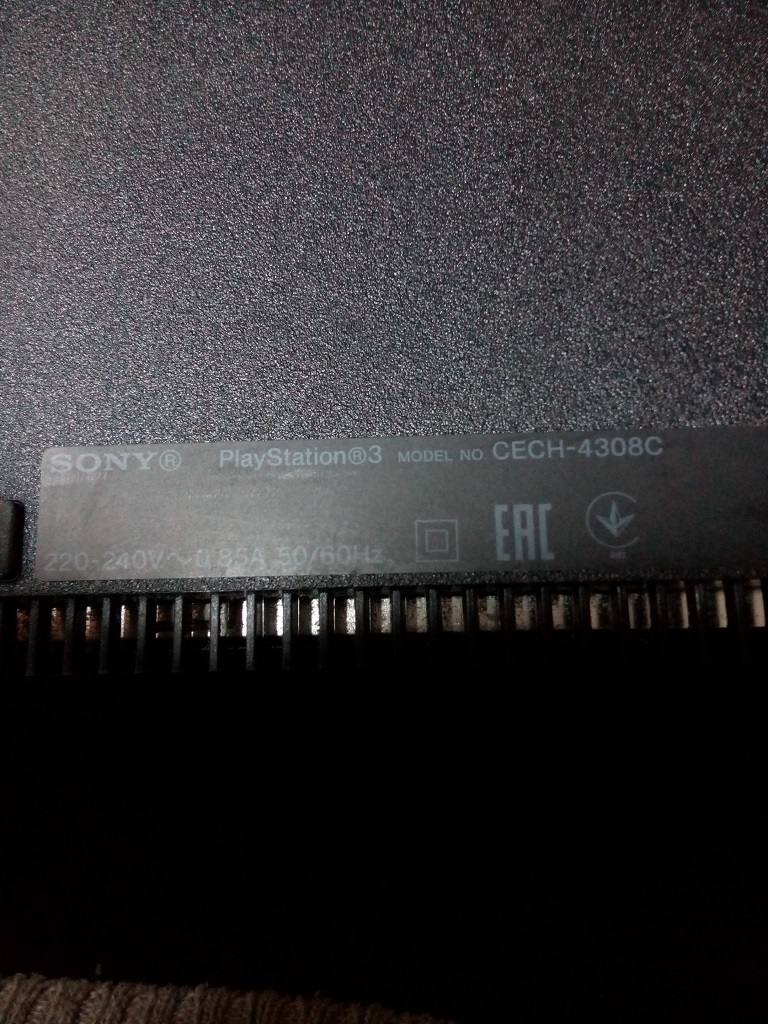 SONY® PlayStation®3 MODEL NO. CECH-4308C
220-240V～0.85A 50/60Hz EAC